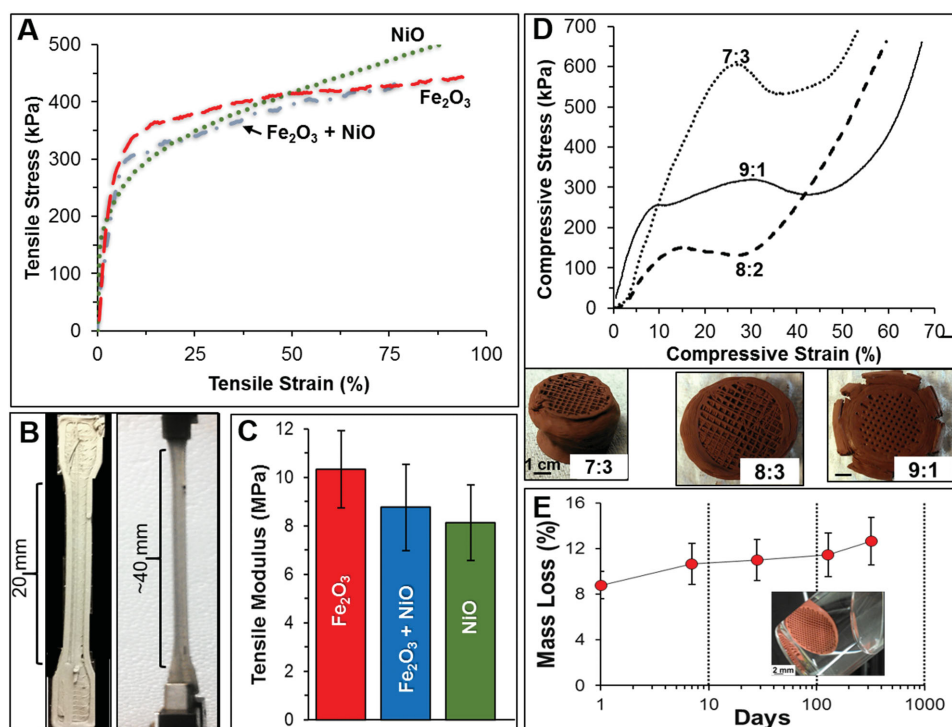 A
500
400
300
200
100
0
Tensile Stress (kPa)
NiO
Fe₂O₃
Fe₂O₃ + NiO
0
25
50
75
100
Tensile Strain (%)
D
700
600
500
400
300
200
100
0
Compressive Stress (kPa)
7:3
9:1
8:2
0
10
20
30
40
50
60
70
Compressive Strain (%)
1 cm
7:3
8:3
9:1
B
20 mm
~40 mm
C
12
10
8
6
4
2
0
Tensile Modulus (MPa)
Fe₂O₃
Fe₂O₃ + NiO
NiO
E
16
12
8
4
0
Mass Loss (%)
2 mm
1
10
100
1000
Days